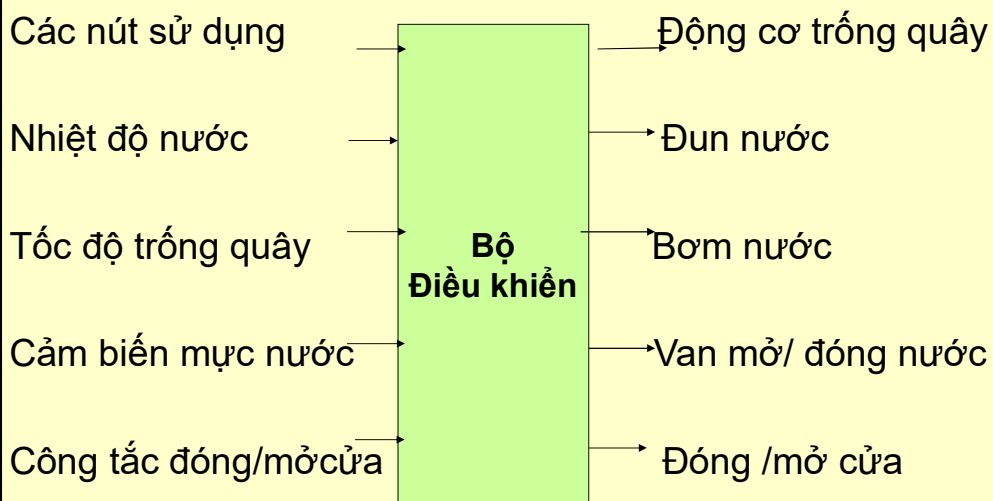 Các nút sử dụng
Động cơ trống quây
Nhiệt độ nước
Đun nước
Tốc độ trống quây
Bộ
Điều khiển
Bơm nước
Cảm biến mực nước
Van mở/ đóng nước
Công tắc đóng/mởcửa
Đóng /mở cửa